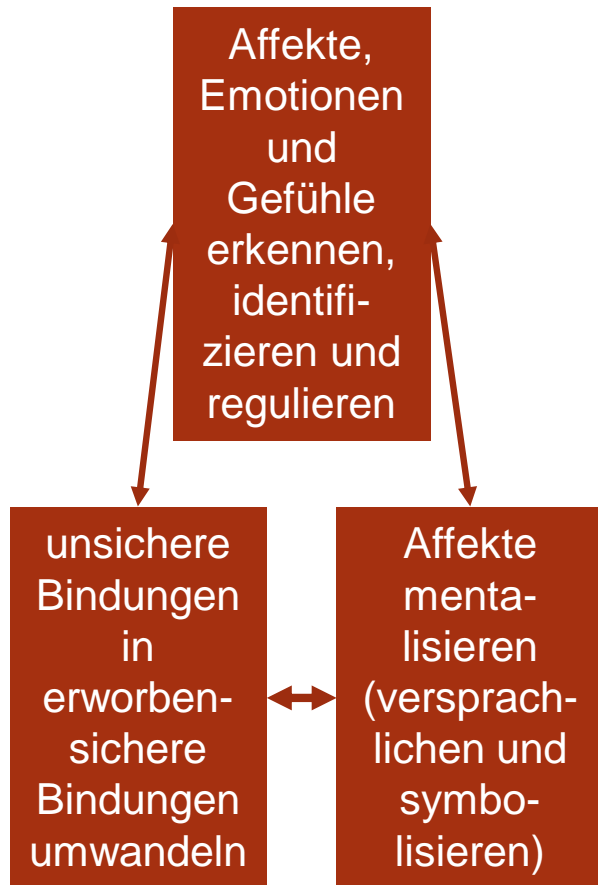 Affekte,
Emotionen
und
Gefühle
erkennen,
identifi-
zieren und
regulieren
unsichere
Bindungen
in
erworben-
sichere
Bindungen
umwandeln
Affekte
menta-
lisieren
(versprach-
lichen und
symbo-
lisieren)